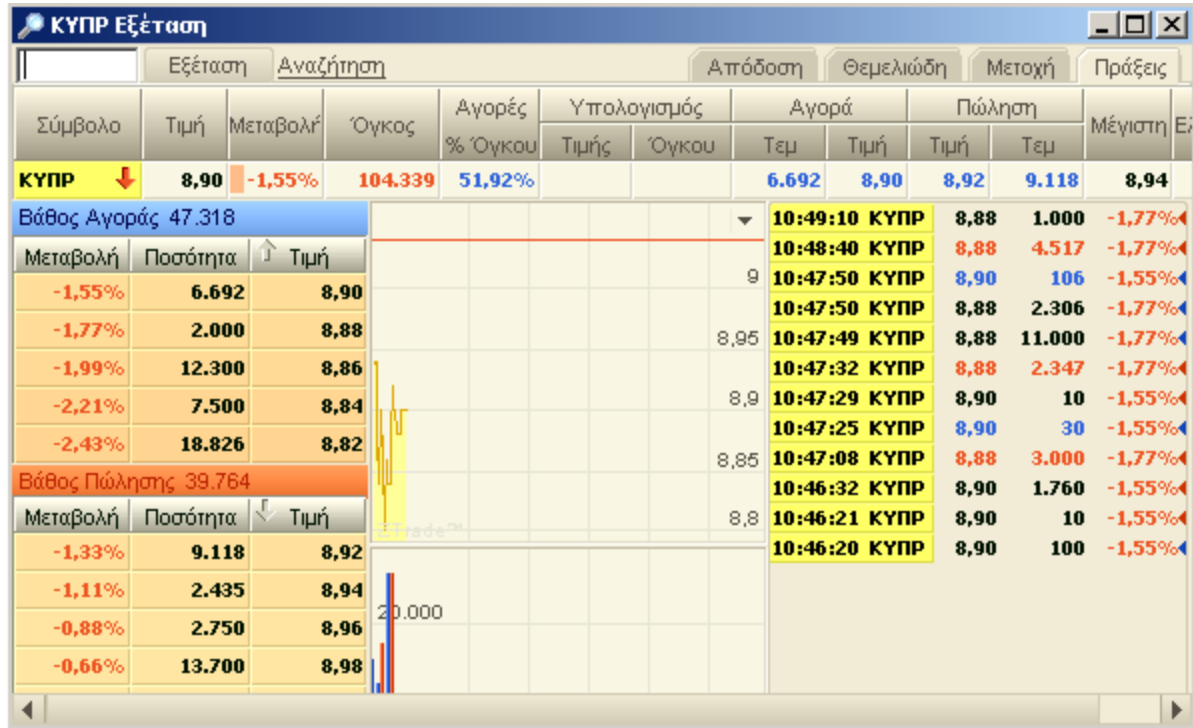 ΚΥΠΡ Εξέταση
Εξέταση Αναζήτηση Απόδοση Θεμελιώδη Μετοχή Πράξεις
Σύμβολο Τιμή Μεταβολή Όγκος Αγορές Υπολογισμός Αγορά Πώληση Μέγιστη
% Όγκου Τιμής Όγκου Τεμ Τιμή Τιμή Τεμ
ΚΥΠΡ 8,90 -1,55% 104.339 51,92% 6.692 8,90 8,92 9.118 8,94
Βάθος Αγοράς 47.318
Μεταβολή Ποσότητα Τιμή
-1,55% 6.692 8,90
-1,77% 2.000 8,88
-1,99% 12.300 8,86
-2,21% 7.500 8,84
-2,43% 18.826 8,82
Βάθος Πώλησης 39.764
Μεταβολή Ποσότητα Τιμή
-1,33% 9.118 8,92
-1,11% 2.435 8,94
-0,88% 2.750 8,96
-0,66% 13.700 8,98
9
8,95
8,9
8,85
8,8
ZTrade™
20.000
10:49:10 ΚΥΠΡ 8,88 1.000 -1,77%
10:48:40 ΚΥΠΡ 8,88 4.517 -1,77%
10:47:50 ΚΥΠΡ 8,90 106 -1,55%
10:47:50 ΚΥΠΡ 8,88 2.306 -1,77%
10:47:49 ΚΥΠΡ 8,88 11.000 -1,77%
10:47:32 ΚΥΠΡ 8,88 2.347 -1,77%
10:47:29 ΚΥΠΡ 8,90 10 -1,55%
10:47:25 ΚΥΠΡ 8,90 30 -1,55%
10:47:08 ΚΥΠΡ 8,88 3.000 -1,77%
10:46:32 ΚΥΠΡ 8,90 1.760 -1,55%
10:46:21 ΚΥΠΡ 8,90 10 -1,55%
10:46:20 ΚΥΠΡ 8,90 100 -1,55%